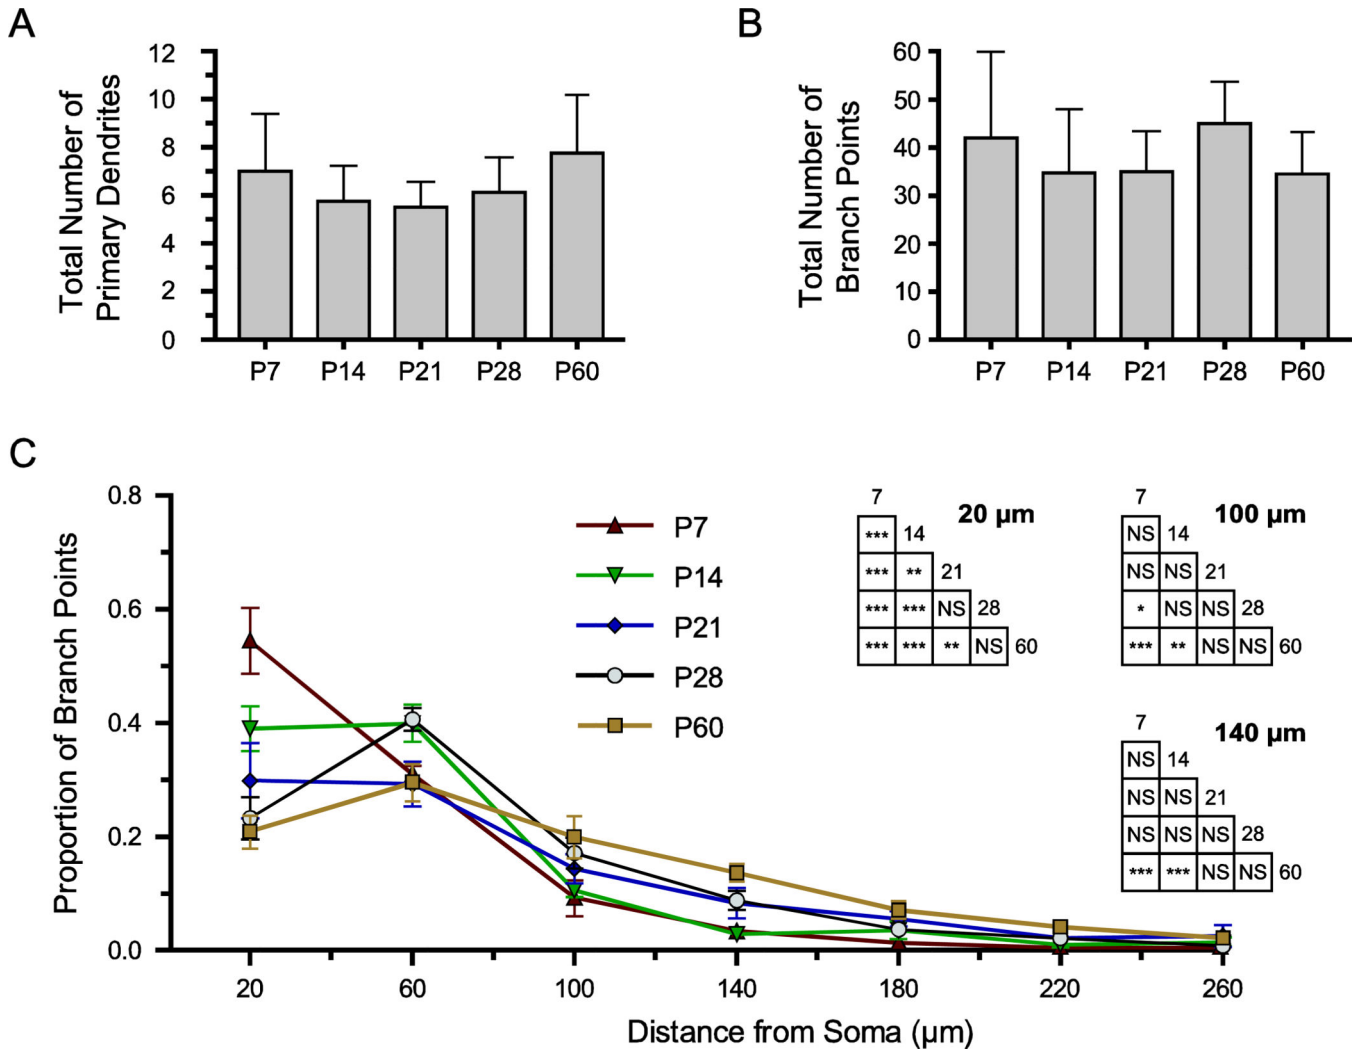 A
Total Number of
Primary Dendrites
12
10
8
6
4
2
0
P7 P14 P21 P28 P60
B
Total Number of
Branch Points
60
50
40
30
20
10
0
P7 P14 P21 P28 P60
C
Proportion of Branch Points
0.8
0.6
0.4
0.2
0.0
20 60 100 140 180 220 260
Distance from Soma (µm)
P7
P14
P21
P28
P60
20 µm
7
*** 14
*** ** 21
*** *** NS 28
*** *** ** NS 60
100 µm
7
NS 14
NS NS 21
* NS NS 28
*** ** NS NS 60
140 µm
7
NS 14
NS NS 21
NS NS NS 28
*** *** NS NS 60